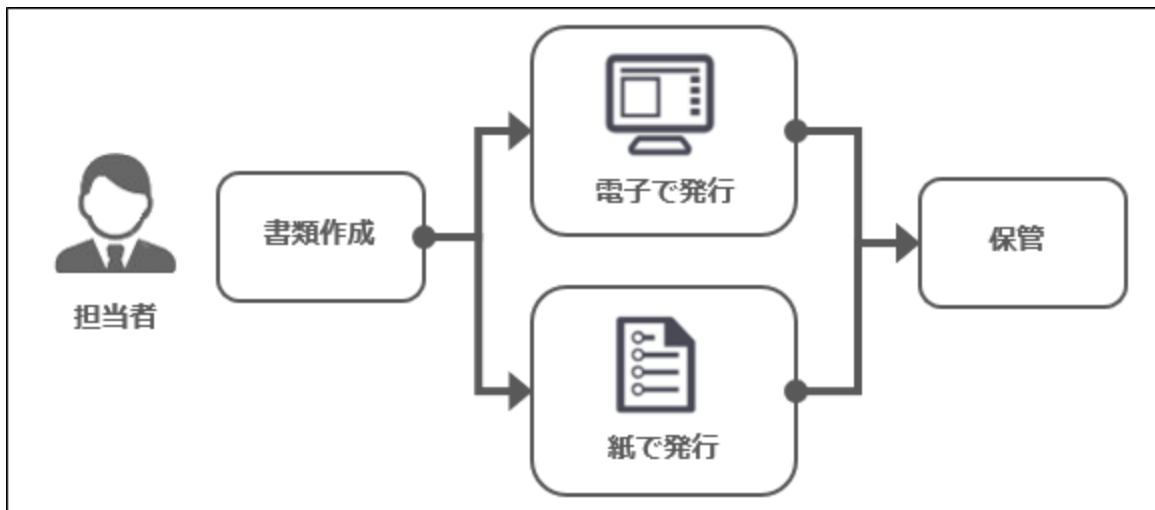 担当者
書類作成
電子で発行
紙で発行
保管